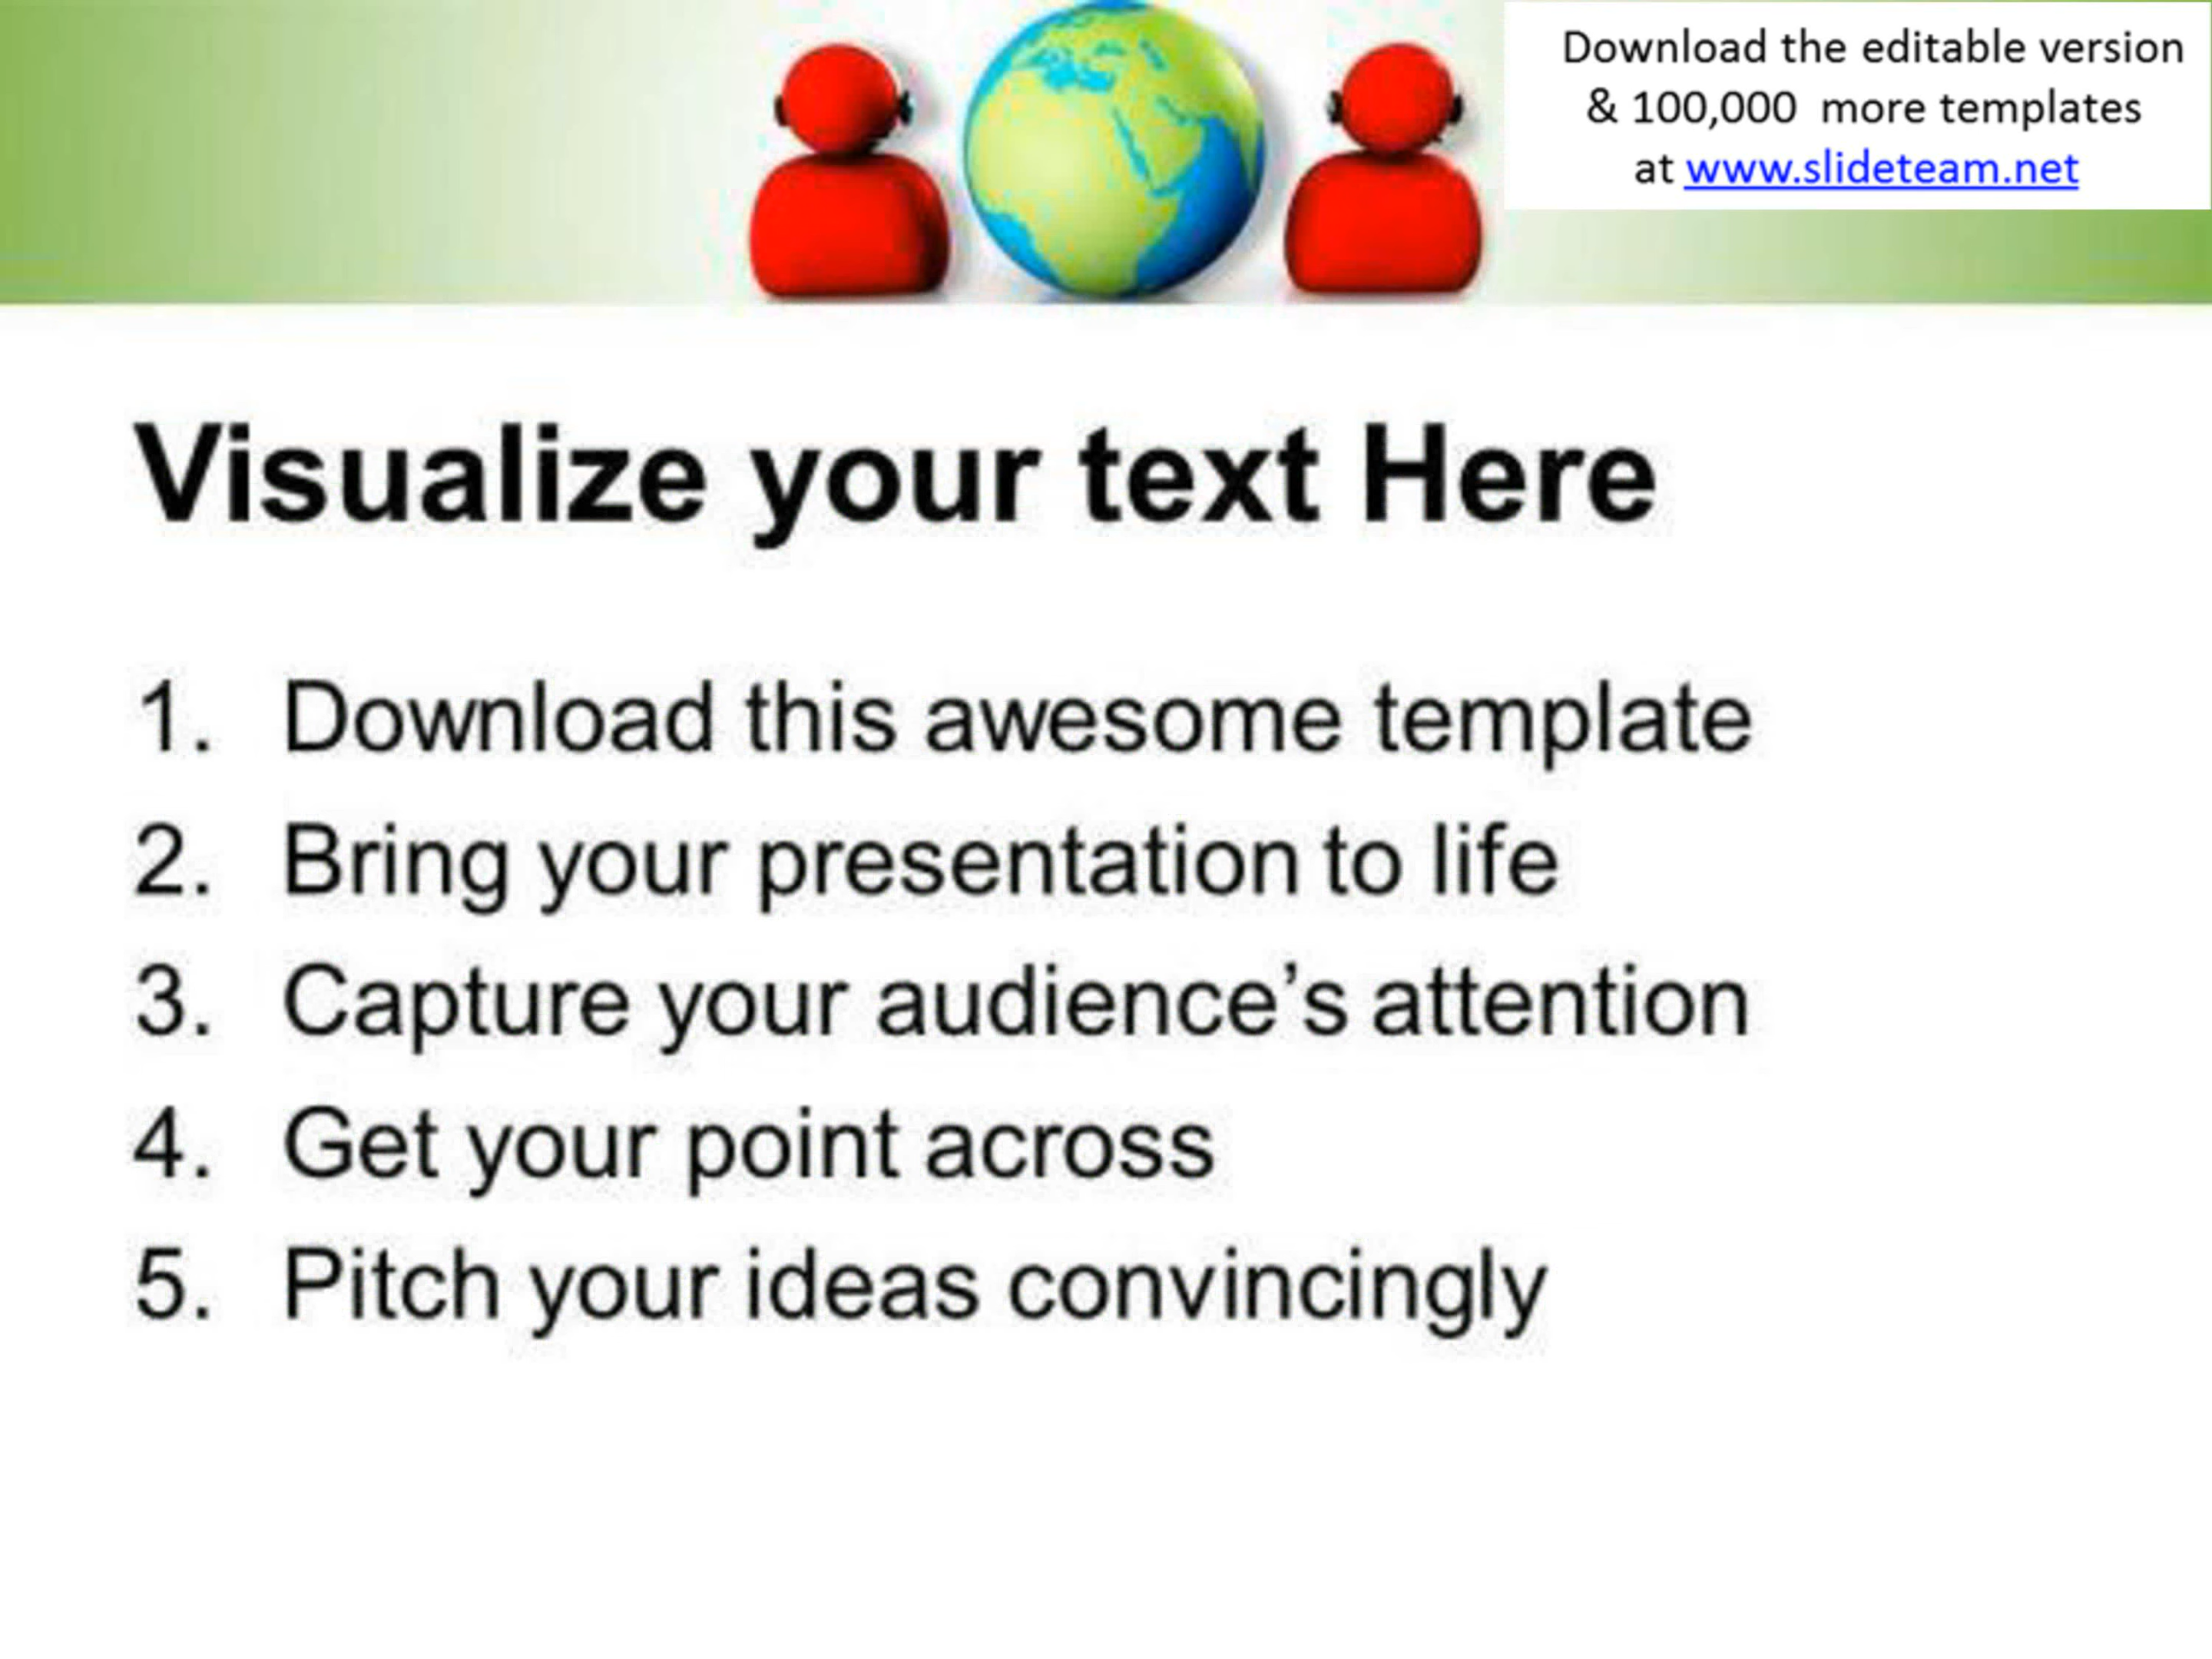 Download the editable version
& 100,000 more templates
at www.slideteam.net
Visualize your text Here
1. Download this awesome template
2. Bring your presentation to life
3. Capture your audience’s attention
4. Get your point across
5. Pitch your ideas convincingly